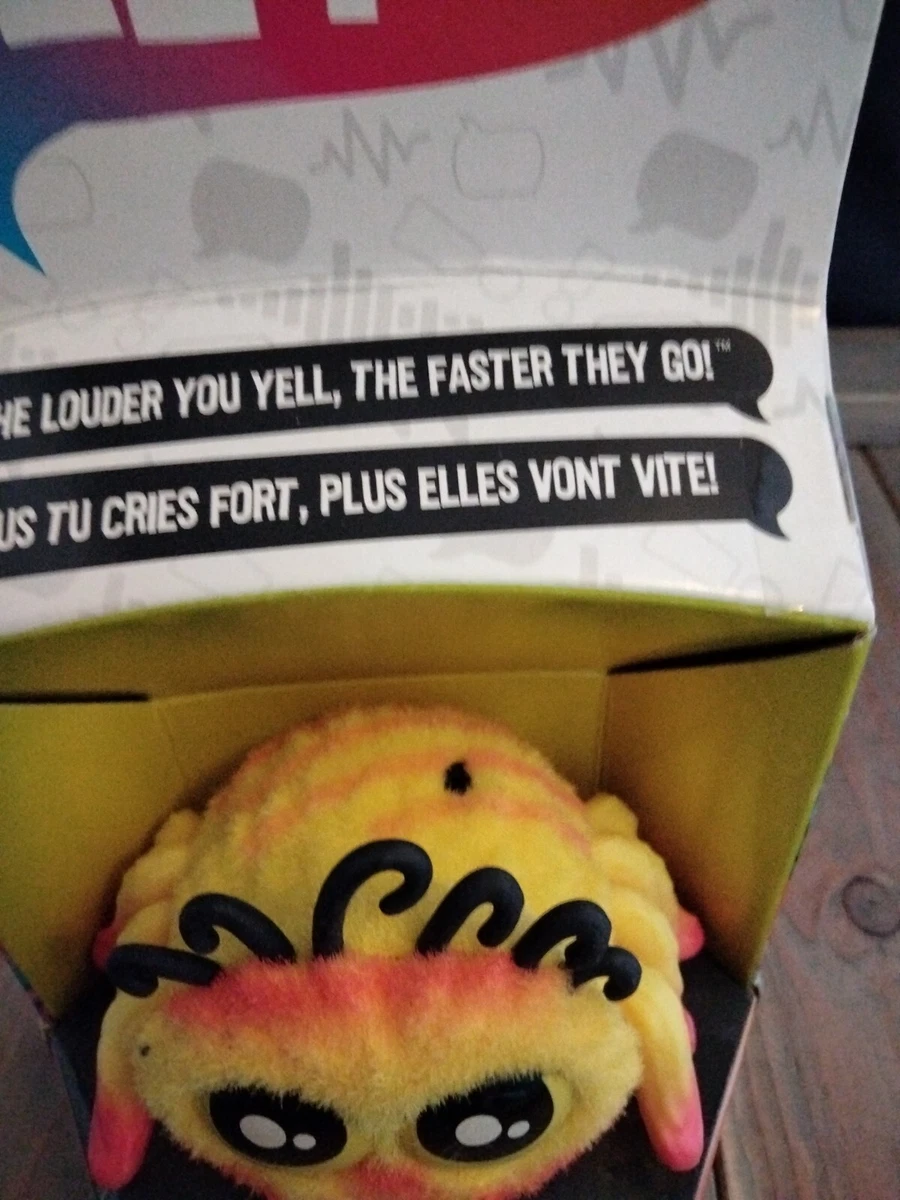 HE LOUDER YOU YELL, THE FASTER THEY GO!™
US TU CRIES FORT, PLUS ELLES VONT VITE!